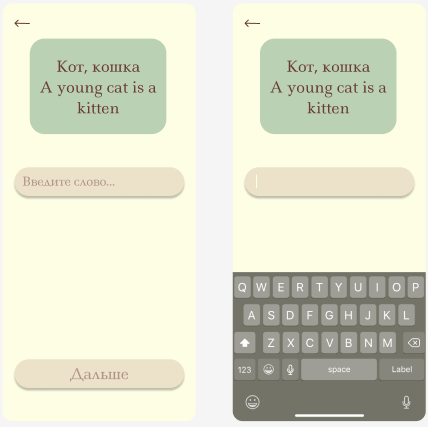 Кот, кошка
A young cat is a
kitten
Введите слово...
Дальше
Кот, кошка
A young cat is a
kitten
Q W E R T Y U I O P
A S D F G H J K L
Z X C V B N M
123 space Label